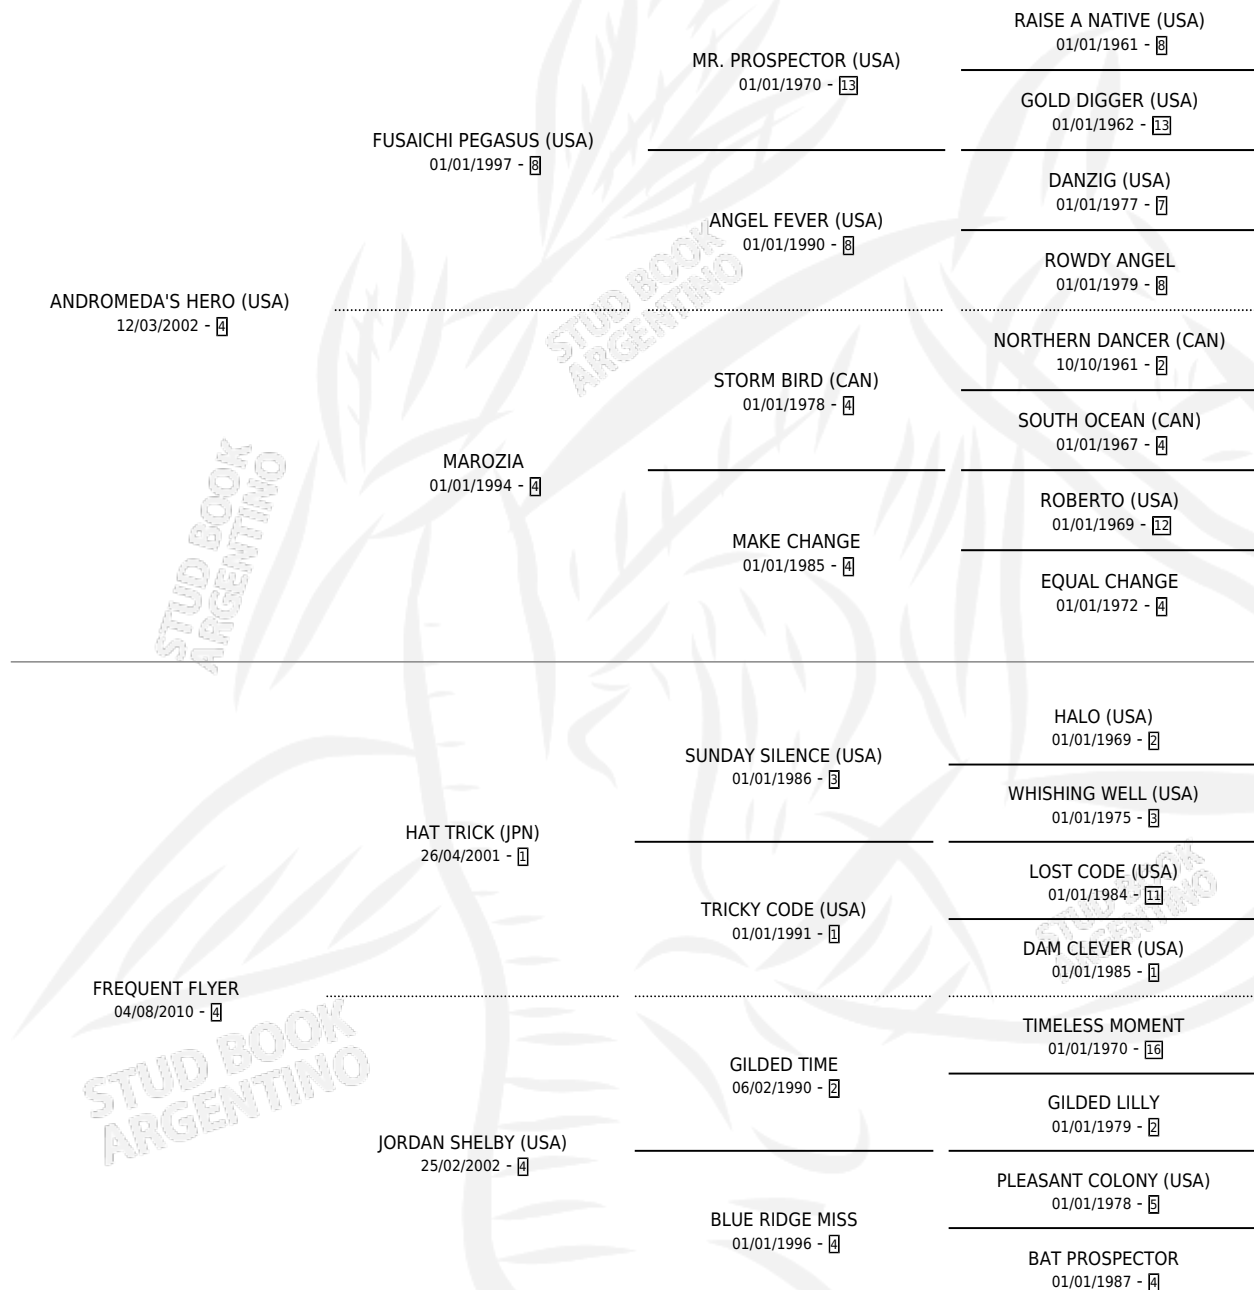 RAISE A NATIVE (USA)
01/01/1961 - 8
MR. PROSPECTOR (USA)
01/01/1970 - 13
GOLD DIGGER (USA)
01/01/1962 - 13
FUSAICHI PEGASUS (USA)
01/01/1997 - 8
DANZIG (USA)
01/01/1977 - 7
ANGEL FEVER (USA)
01/01/1990 - 8
ROWDY ANGEL
01/01/1979 - 8
ANDROMEDA'S HERO (USA)
12/03/2002 - 4
NORTHERN DANCER (CAN)
10/10/1961 - 2
STORM BIRD (CAN)
01/01/1978 - 4
SOUTH OCEAN (CAN)
01/01/1967 - 4
MAROZIA
01/01/1994 - 4
ROBERTO (USA)
01/01/1969 - 12
MAKE CHANGE
01/01/1985 - 4
EQUAL CHANGE
01/01/1972 - 4
HALO (USA)
01/01/1969 - 2
SUNDAY SILENCE (USA)
01/01/1986 - 3
WHISHING WELL (USA)
01/01/1975 - 3
HAT TRICK (JPN)
26/04/2001 - 1
LOST CODE (USA)
01/01/1984 - 11
TRICKY CODE (USA)
01/01/1991 - 1
DAM CLEVER (USA)
01/01/1985 - 1
FREQUENT FLYER
04/08/2010 - 4
TIMELESS MOMENT
01/01/1970 - 16
GILDED TIME
06/02/1990 - 2
GILDED LILLY
01/01/1979 - 2
JORDAN SHELBY (USA)
25/02/2002 - 4
PLEASANT COLONY (USA)
01/01/1978 - 5
BLUE RIDGE MISS
01/01/1996 - 4
BAT PROSPECTOR
01/01/1987 - 4
STUD BOOK
ARGENTINO
STUD BOOK
ARGENTINO
STUD BOOK
ARGENTINO
STUD BOOK
ARGENTINO